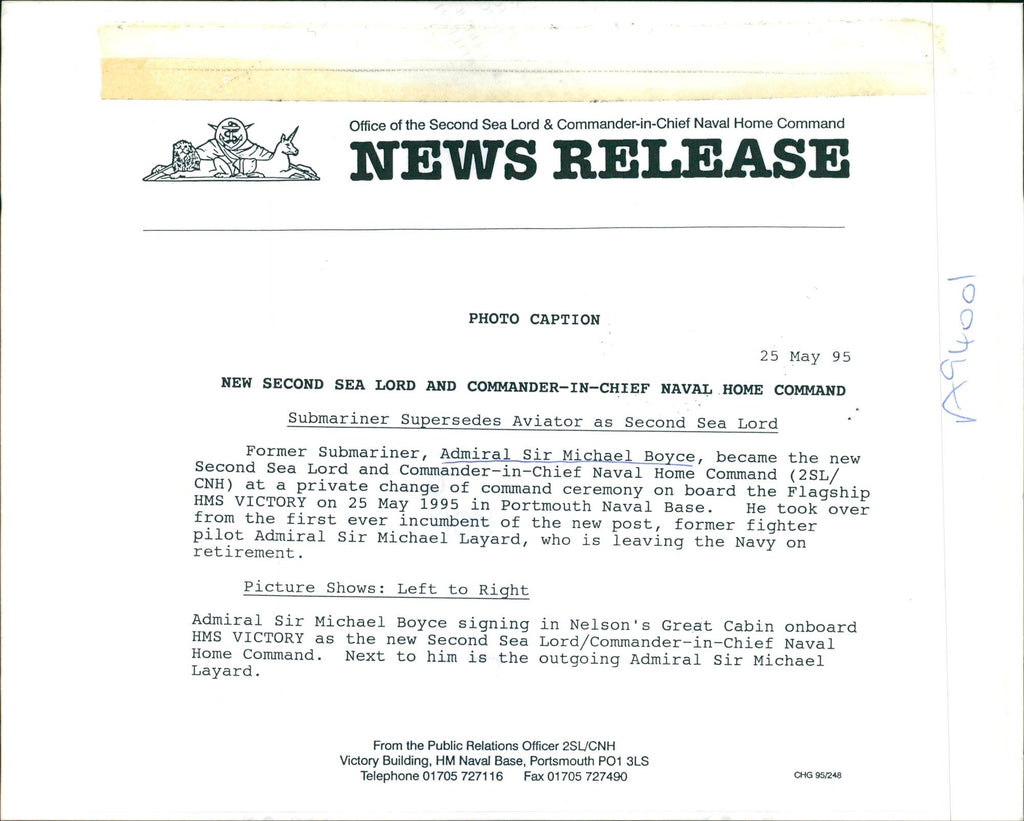 Office of the Second Sea Lord & Commander-in-Chief Naval Home Command
NEWS RELEASE
PHOTO CAPTION
25 May 95
NEW SECOND SEA LORD AND COMMANDER-IN-CHIEF NAVAL HOME COMMAND
Submariner Supersedes Aviator as Second Sea Lord
Former Submariner, Admiral Sir Michael Boyce, became the new
Second Sea Lord and Commander-in-Chief Naval Home Command (2SL/
CNH) at a private change of command ceremony on board the Flagship
HMS VICTORY on 25 May 1995 in Portmouth Naval Base. He took over
from the first ever incumbent of the new post, former fighter
pilot Admiral Sir Michael Layard, who is leaving the Navy on
retirement.
Picture Shows: Left to Right
Admiral Sir Michael Boyce signing in Nelson's Great Cabin onboard
HMS VICTORY as the new Second Sea Lord/Commander-in-Chief Naval
Home Command. Next to him is the outgoing Admiral Sir Michael
Layard.
From the Public Relations Officer 2SL/CNH
Victory Building, HM Naval Base, Portsmouth PO1 3LS
Telephone 01705 727116 Fax 01705 727490
CHG 95/248
A94001